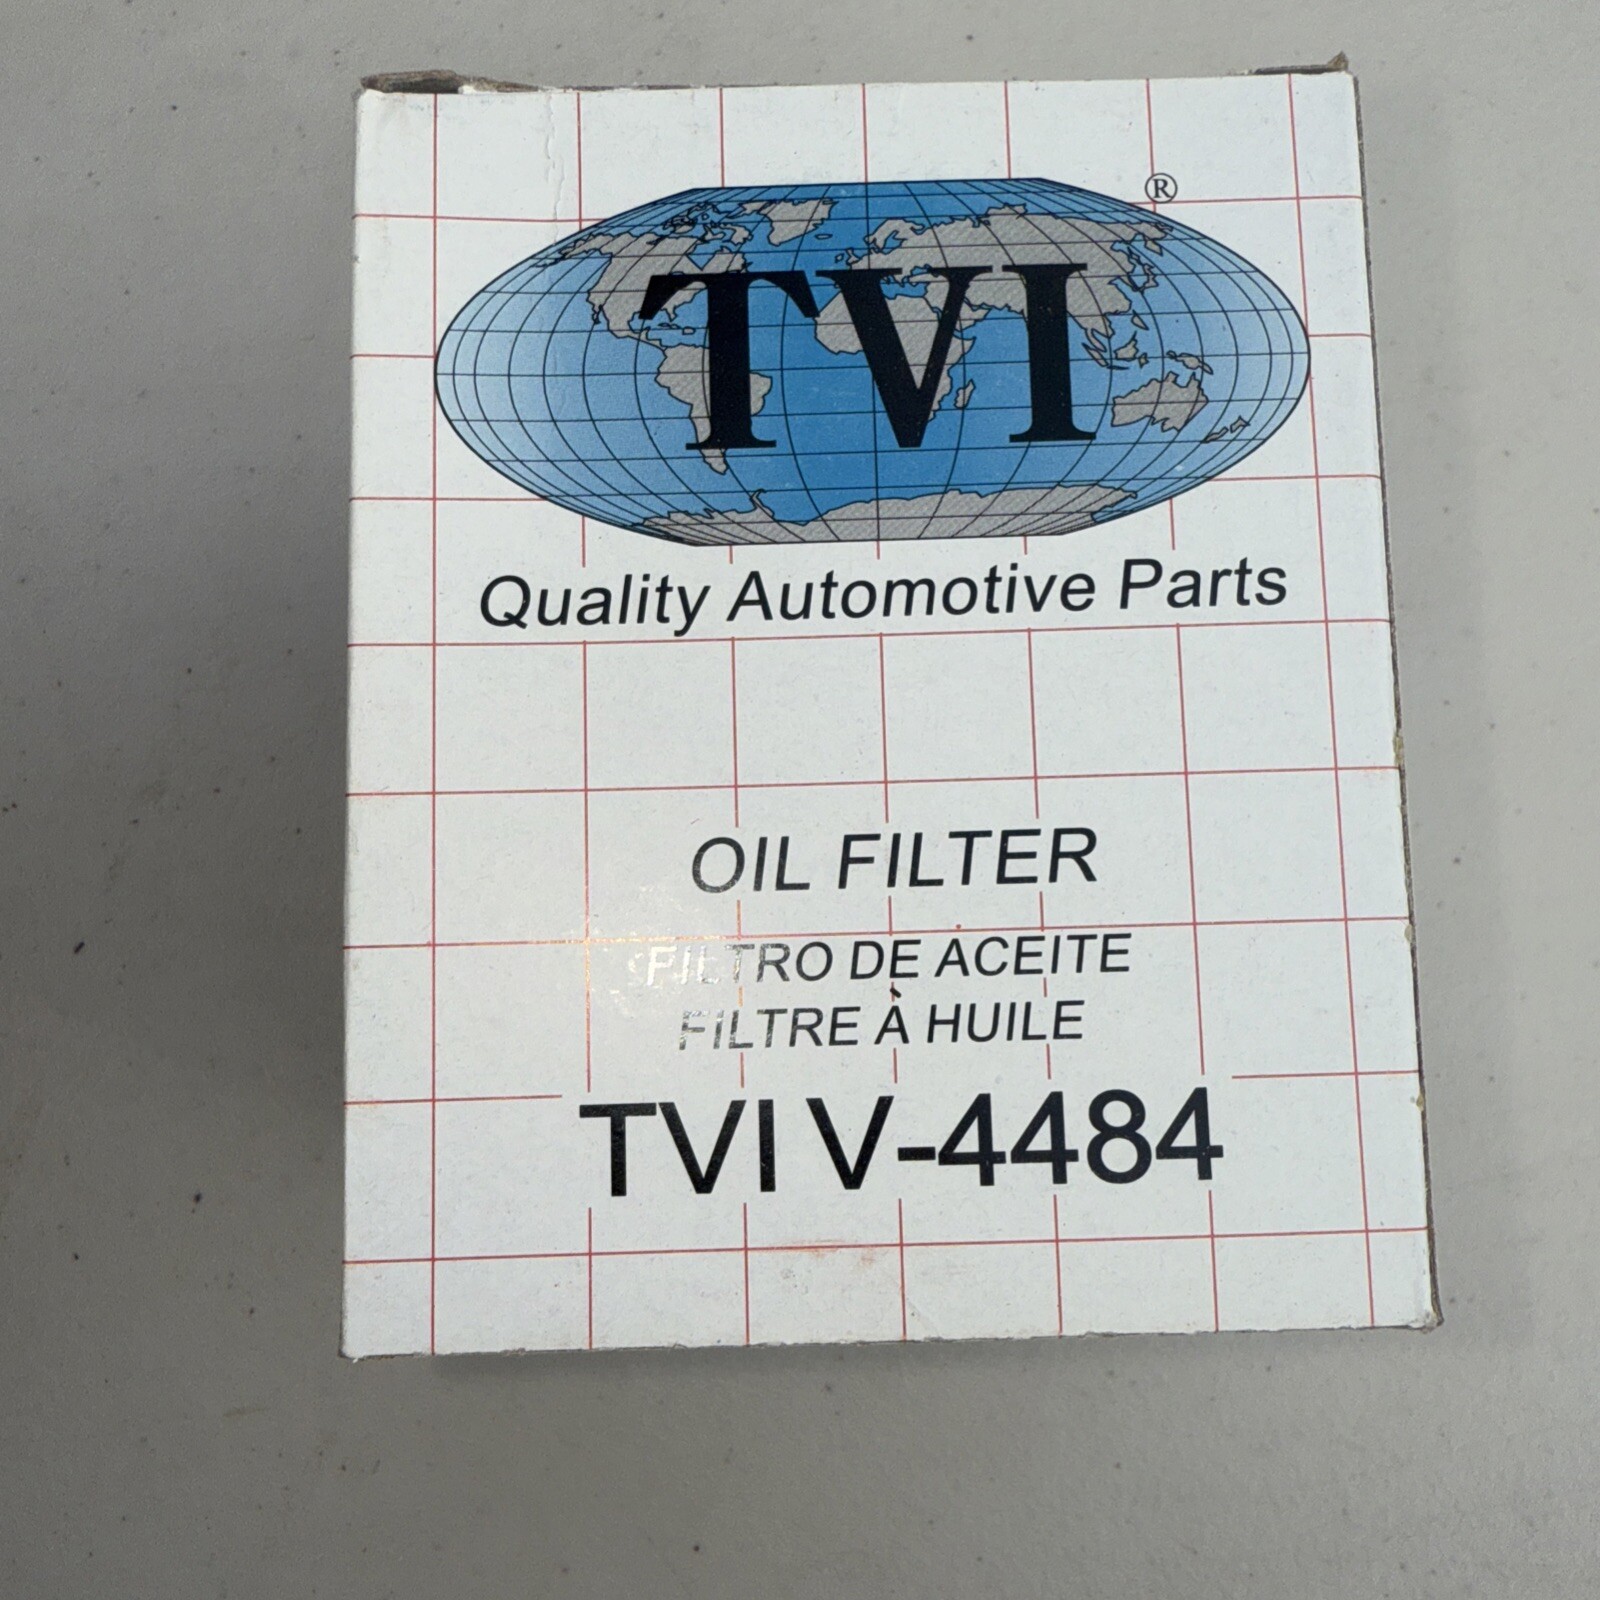 TVI®
Quality Automotive Parts
OIL FILTER
FILTRO DE ACEITE
FILTRE À HUILE
TVI V-4484